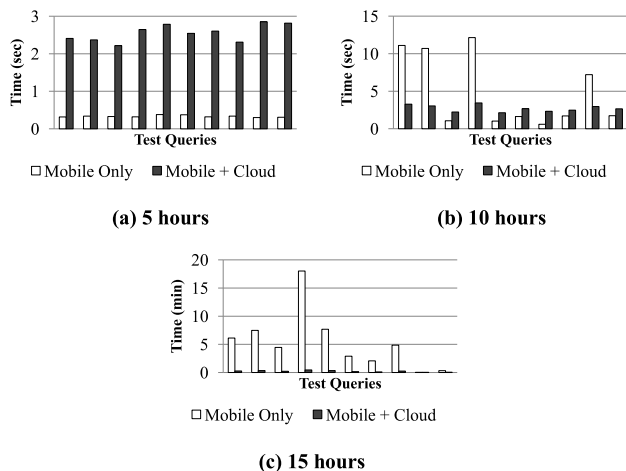 3
2
1
0
Time (sec)
Test Queries
Mobile Only
Mobile + Cloud
(a) 5 hours
15
10
5
0
Time (sec)
Test Queries
Mobile Only
Mobile + Cloud
(b) 10 hours
20
15
10
5
0
Time (min)
Test Queries
Mobile Only
Mobile + Cloud
(c) 15 hours